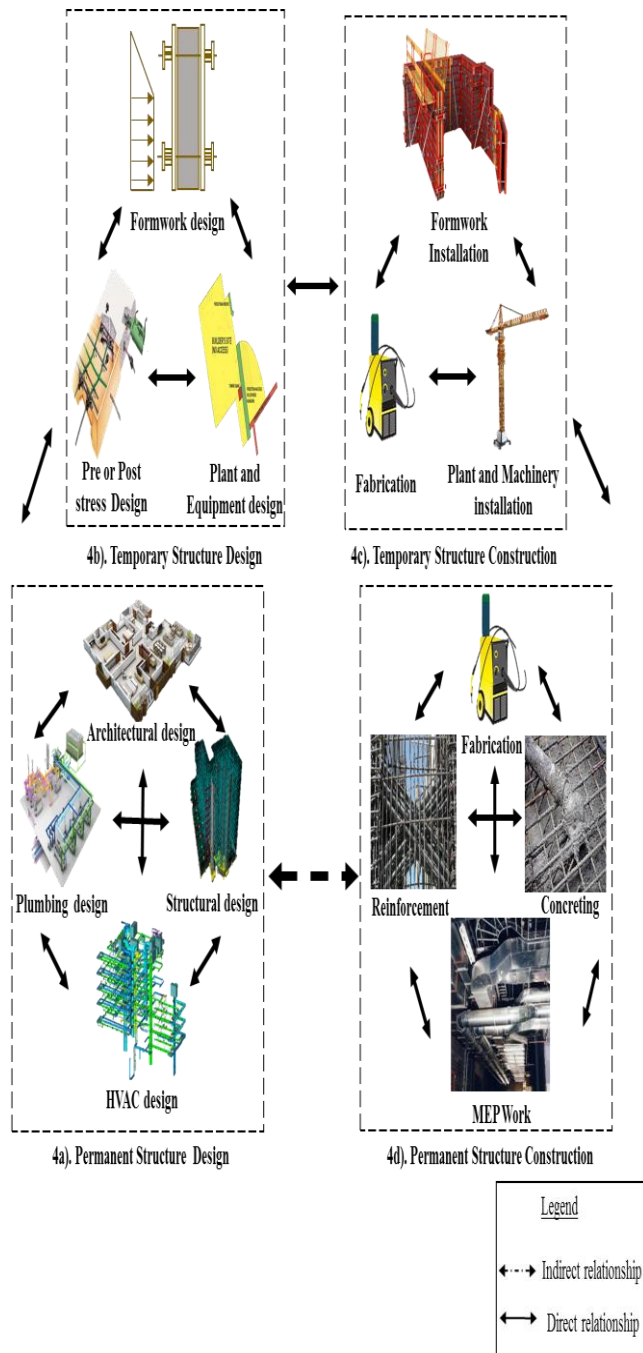 Formwork design
Pre or Post
stress Design
Plant and
Equipment design
4b). Temporary Structure Design
Formwork
Installation
Fabrication
Plant and Machinery
installation
4c). Temporary Structure Construction
Architectural design
Plumbing design
Structural design
HVAC design
4a). Permanent Structure Design
Fabrication
Reinforcement
Concreting
MEP Work
4d). Permanent Structure Construction
Legend
Indirect relationship
Direct relationship